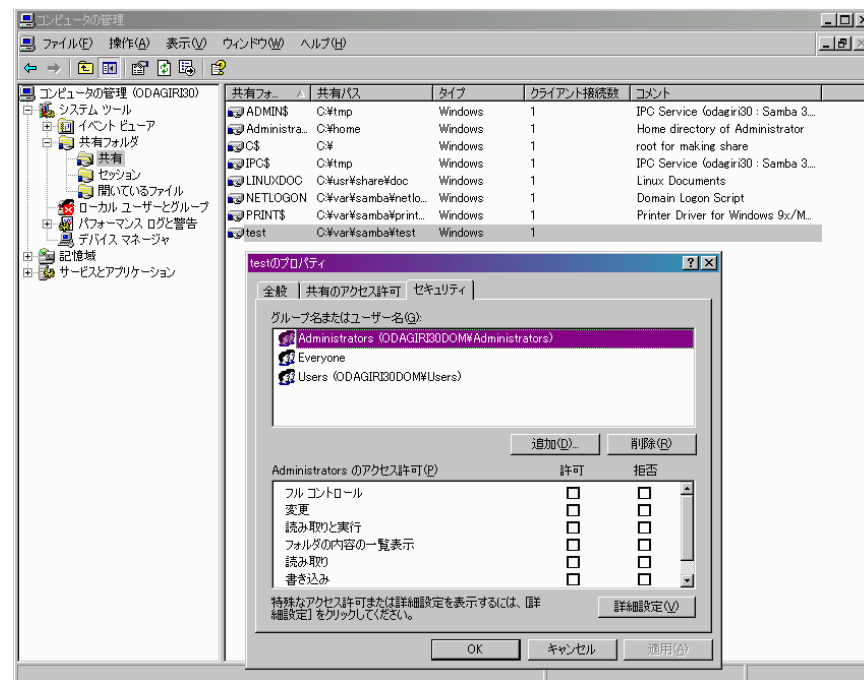 コンピュータの管理
ファイル(F) 操作(A) 表示(V) ウィンドウ(W) ヘルプ(H)
コンピュータの管理 (ODAGIRI30)
システム ツール
イベント ビューア
共有フォルダ
共有
セッション
開いているファイル
ローカル ユーザーとグループ
パフォーマンス ログと警告
デバイス マネージャ
記憶域
サービスとアプリケーション
共有フォ... 共有パス タイプ クライアント接続数 コメント
ADMIN$ C:¥tmp Windows 1 IPC Service (odagiri30 : Samba 3....
Administra... C:¥home Windows 1 Home directory of Administrator
C$ C:¥ Windows 1 root for making share
IPC$ C:¥tmp Windows 1 IPC Service (odagiri30 : Samba 3....
LINUXDOC C:¥usr¥share¥doc Windows 1 Linux Documents
NETLOGON C:¥var¥samba¥netlo... Windows 1 Domain Logon Script
PRINT$ C:¥var¥samba¥print... Windows 1 Printer Driver for Windows 9x/M...
test C:¥var¥samba¥test Windows 1
testのプロパティ
全般 共有のアクセス許可 セキュリティ
グループ名またはユーザー名(G):
Administrators (ODAGIRI30DOM¥Administrators)
Everyone
Users (ODAGIRI30DOM¥Users)
追加(D)... 削除(R)
Administrators のアクセス許可(P) 許可 拒否
フル コントロール
変更
読み取りと実行
フォルダの内容の一覧表示
読み取り
書き込み
特殊なアクセス許可または詳細設定を表示するには、[詳
細設定] をクリックしてください。
詳細設定(V)
OK キャンセル 適用(A)